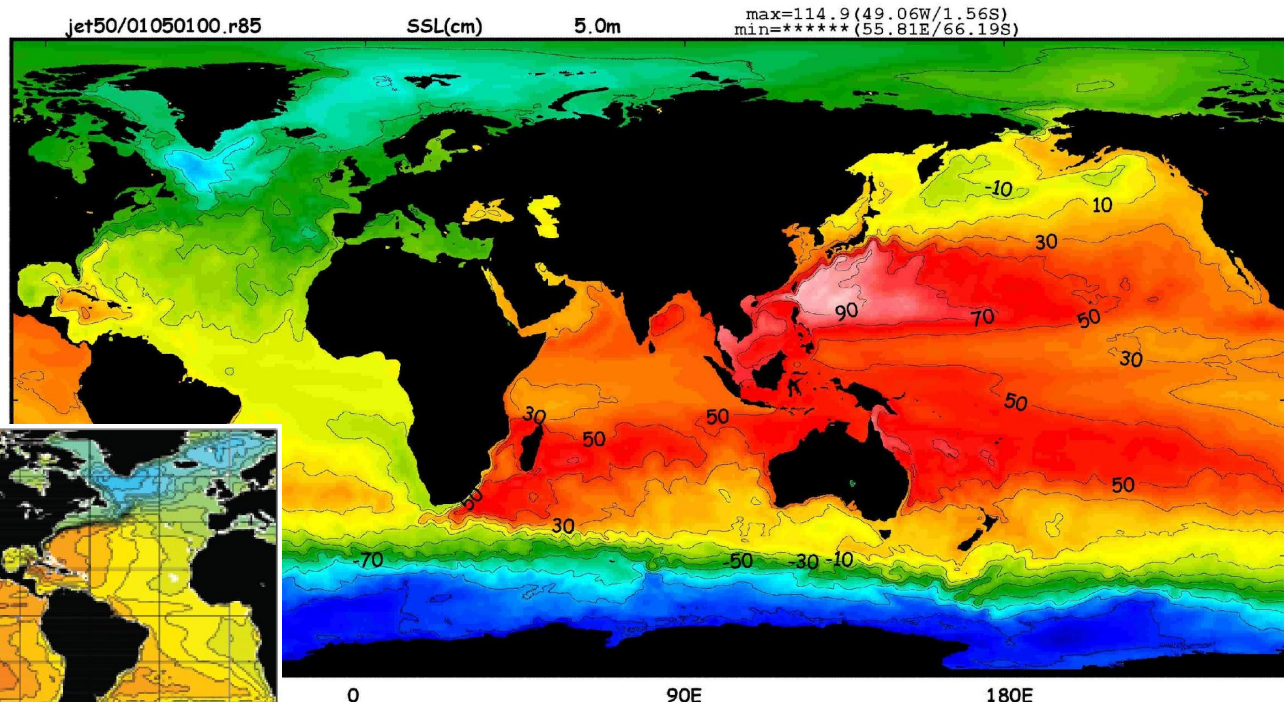 jet50/01050100.r85 SSL(cm) 5.0m max=114.9(49.06W/1.56S)
min=******(55.81E/66.19S)
-10
10
30
90 70 50
30
50
30 50 50
50
50
30
-70 -50 -30 -10
0 90E 180E